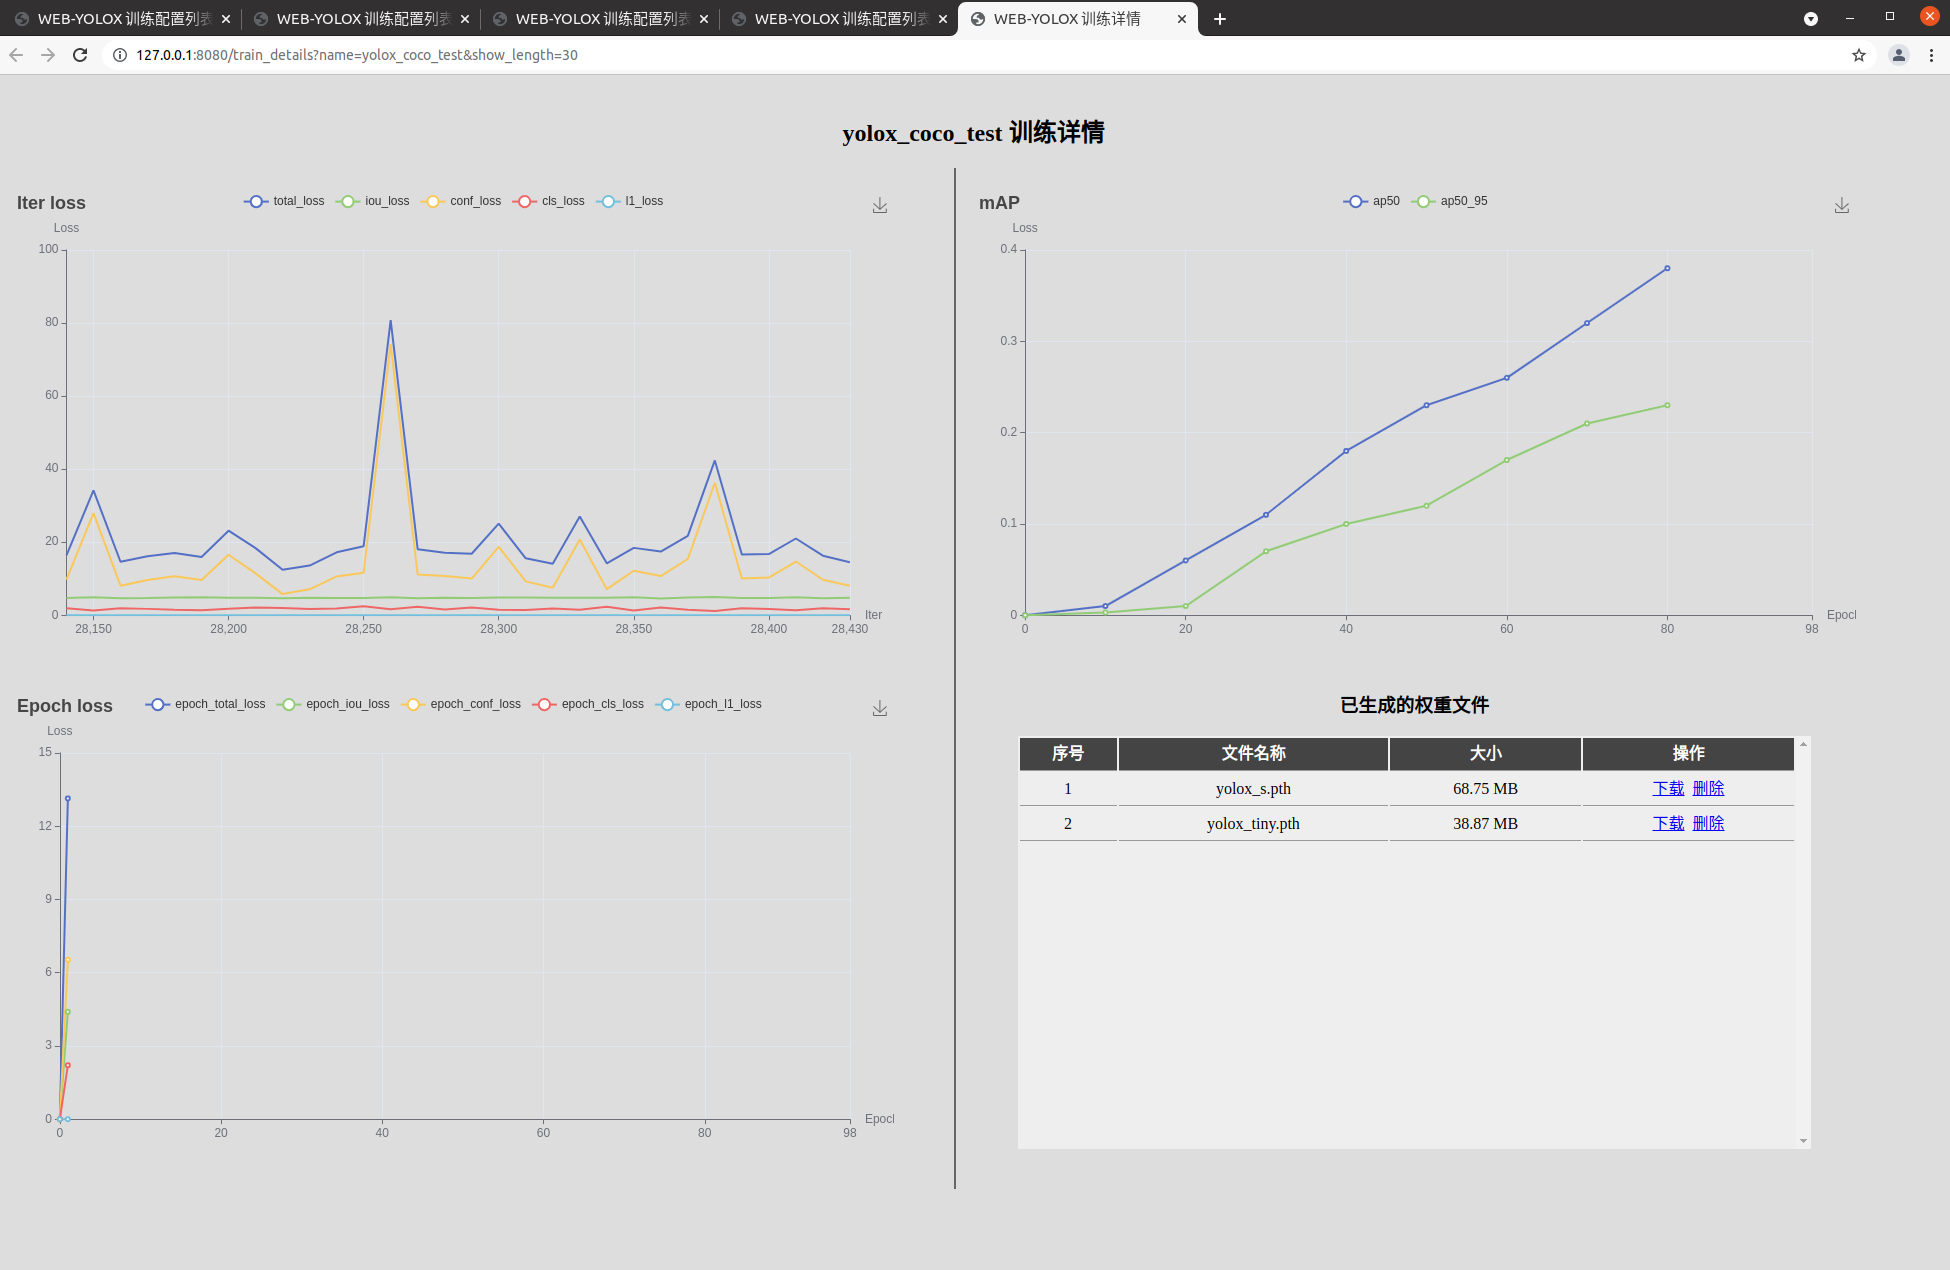 WEB-YOLOX 训练配置列表
WEB-YOLOX 训练配置列表
WEB-YOLOX 训练配置列表
WEB-YOLOX 训练配置列表
WEB-YOLOX 训练详情
127.0.0.1:8080/train_details?name=yolox_coco_test&show_length=30
yolox_coco_test 训练详情
Iter loss
total_loss iou_loss conf_loss cls_loss l1_loss
Loss
100
80
60
40
20
0
28,150 28,200 28,250 28,300 28,350 28,400 28,430
Iter
mAP
ap50 ap50_95
Loss
0.4
0.3
0.2
0.1
0
0 20 40 60 80 98
Epocl
Epoch loss
epoch_total_loss epoch_iou_loss epoch_conf_loss epoch_cls_loss epoch_l1_loss
Loss
15
12
9
6
3
0
0 20 40 60 80 98
Epocl
已生成的权重文件
序号 文件名称 大小 操作
1 yolox_s.pth 68.75 MB 下载 删除
2 yolox_tiny.pth 38.87 MB 下载 删除